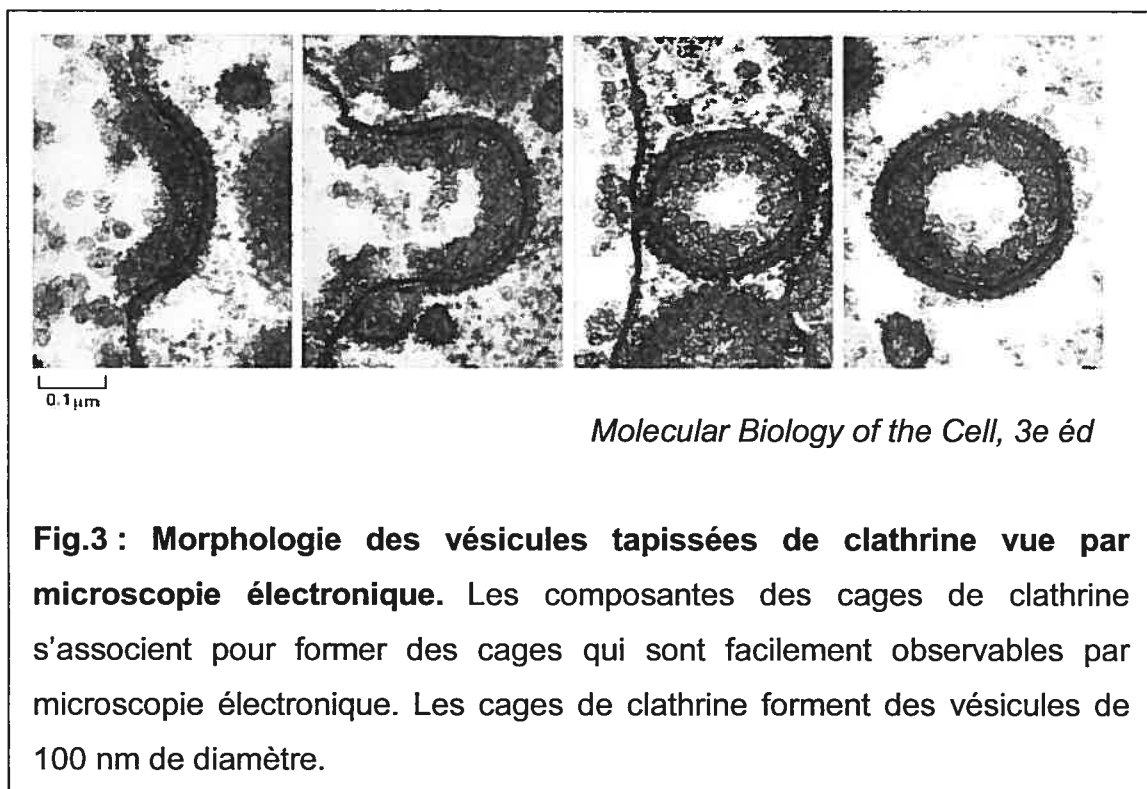 0.1µm
Molecular Biology of the Cell, 3e éd
Fig.3 : Morphologie des vésicules tapissées de clathrine vue par
microscopie électronique. Les composantes des cages de clathrine
s'associent pour former des cages qui sont facilement observables par
microscopie électronique. Les cages de clathrine forment des vésicules de
100 nm de diamètre.